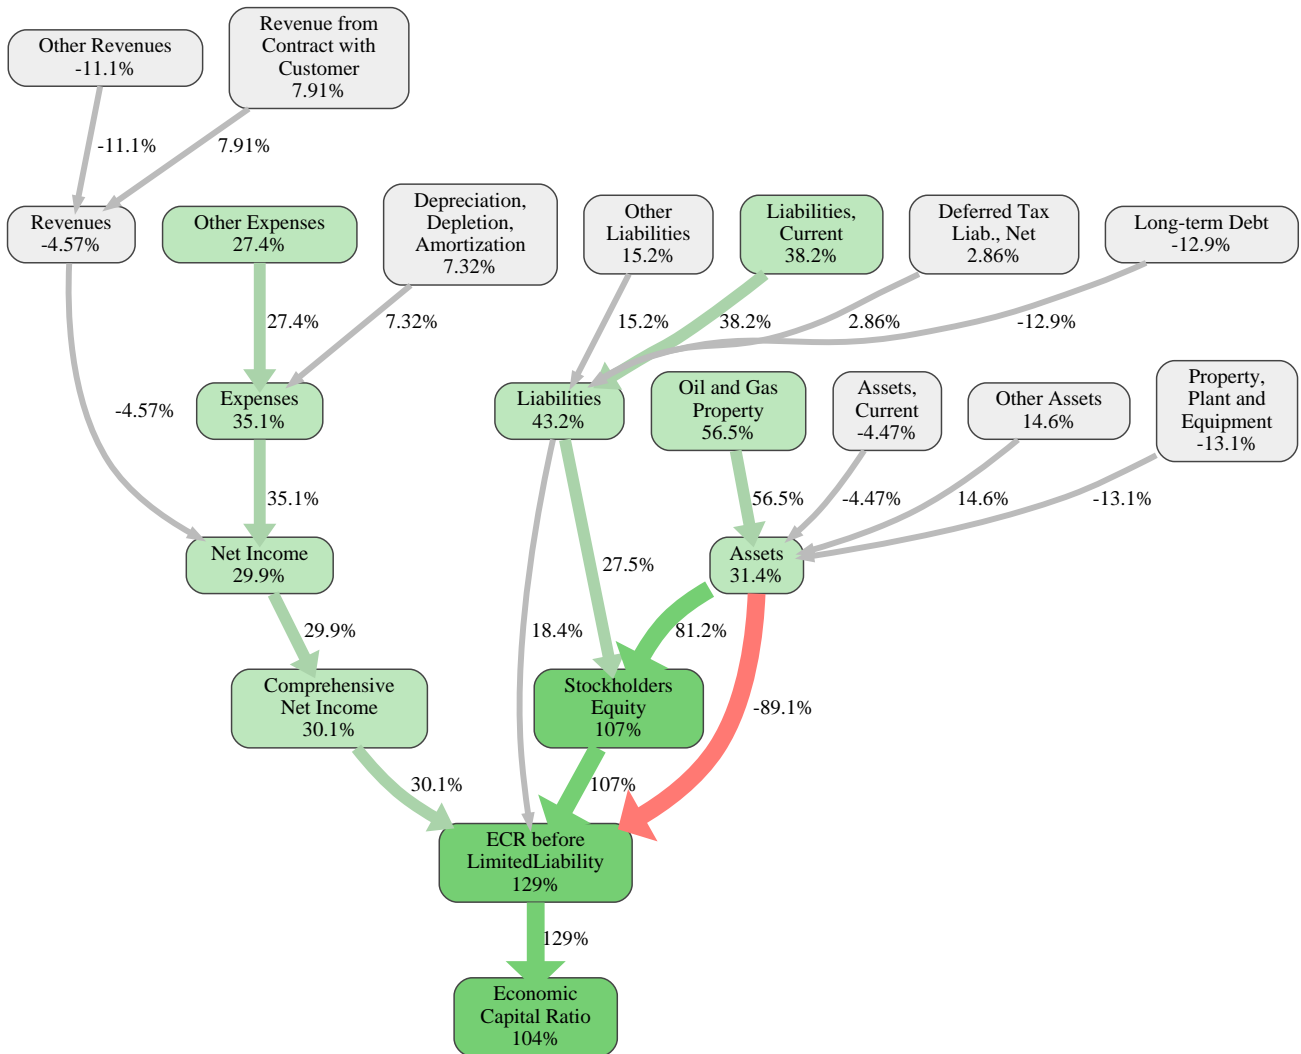 Other Revenues
-11.1%
Revenue from
Contract with
Customer
7.91%
-11.1%
7.91%
Revenues
-4.57%
Other Expenses
27.4%
Depreciation,
Depletion,
Amortization
7.32%
Other
Liabilities
15.2%
Liabilities,
Current
38.2%
Deferred Tax
Liab., Net
2.86%
Long-term Debt
-12.9%
27.4%
7.32%
15.2%
38.2%
2.86%
-12.9%
-4.57%
Expenses
35.1%
Liabilities
43.2%
Oil and Gas
Property
56.5%
Assets,
Current
-4.47%
Other Assets
14.6%
Property,
Plant and
Equipment
-13.1%
35.1%
56.5%
-4.47%
14.6%
-13.1%
Net Income
29.9%
27.5%
Assets
31.4%
29.9%
18.4%
81.2%
Comprehensive
Net Income
30.1%
Stockholders
Equity
107%
-89.1%
30.1%
107%
ECR before
LimitedLiability
129%
129%
Economic
Capital Ratio
104%